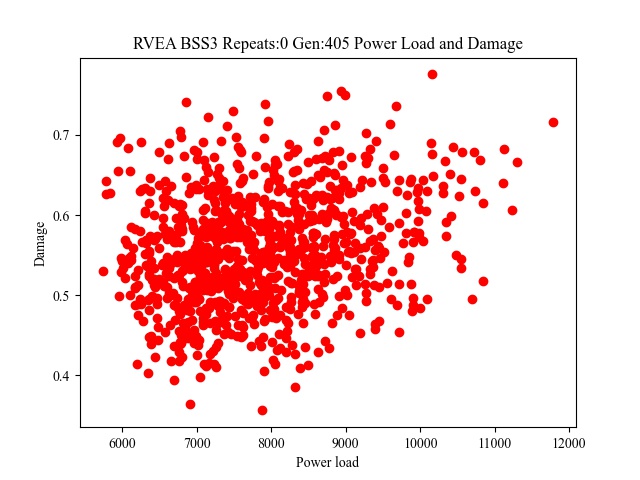 RVEA BSS3 Repeats:0 Gen:405 Power Load and Damage
0.7
0.6
0.5
0.4
Damage
6000 7000 8000 9000 10000 11000 12000
Power load